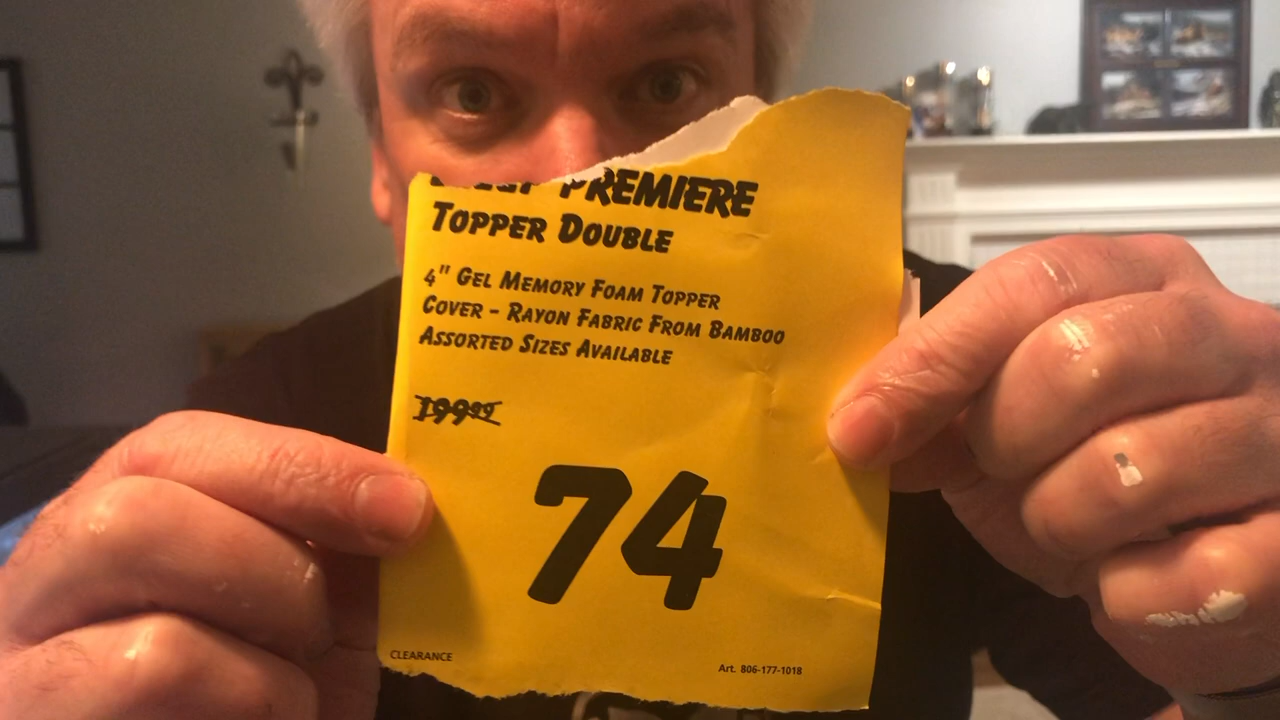 PREMIERE
TOPPER DOUBLE
4" GEL MEMORY FOAM TOPPER
COVER - RAYON FABRIC FROM BAMBOO
ASSORTED SIZES AVAILABLE
199.99
74
CLEARANCE
Art. 806-177-1018